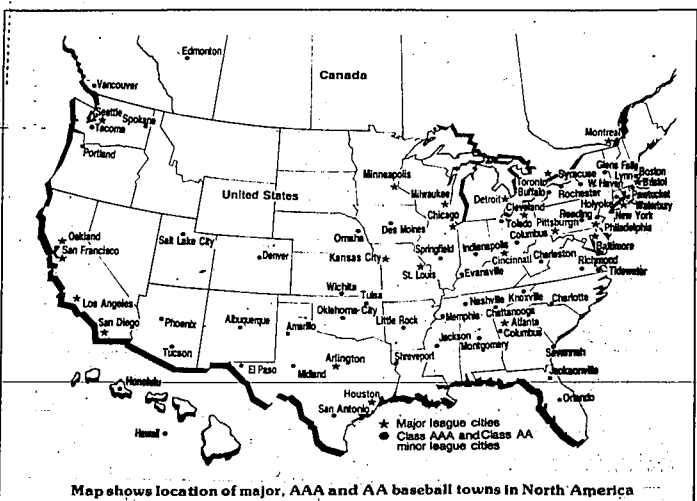 Edmonton
Canada
Vancouver
Seattle
Spokane
Tacoma
Portland
Montreal
Minneapolis
Milwaukee
Chicago
Detroit
Toronto
Buffalo
Syracuse
Rochester
Glens Falls
Lynn
Boston
Bristol
W. Haven
Pawtucket
Holyoke
Waterbury
New York
Reading
Philadelphia
Pittsburgh
Cleveland
Toledo
Columbus
Baltimore
Richmond
Tidewater
United States
Oakland
San Francisco
Salt Lake City
Denver
Omaha
Des Moines
Kansas City
Springfield
Indianapolis
Cincinnati
Charleston
St. Louis
Evansville
Wichita
Tulsa
Oklahoma City
Los Angeles
San Diego
Phoenix
Tucson
Albuquerque
Amarillo
Little Rock
Memphis
Nashville
Knoxville
Charlotte
Chattanooga
Atlanta
Columbus
Jackson
Montgomery
Savannah
Jacksonville
Orlando
Shreveport
El Paso
Midland
Arlington
Houston
San Antonio
Honolulu
Hawaii
Major league cities
Class AAA and Class AA
minor league cities
Map shows location of major, AAA and AA baseball towns in North America